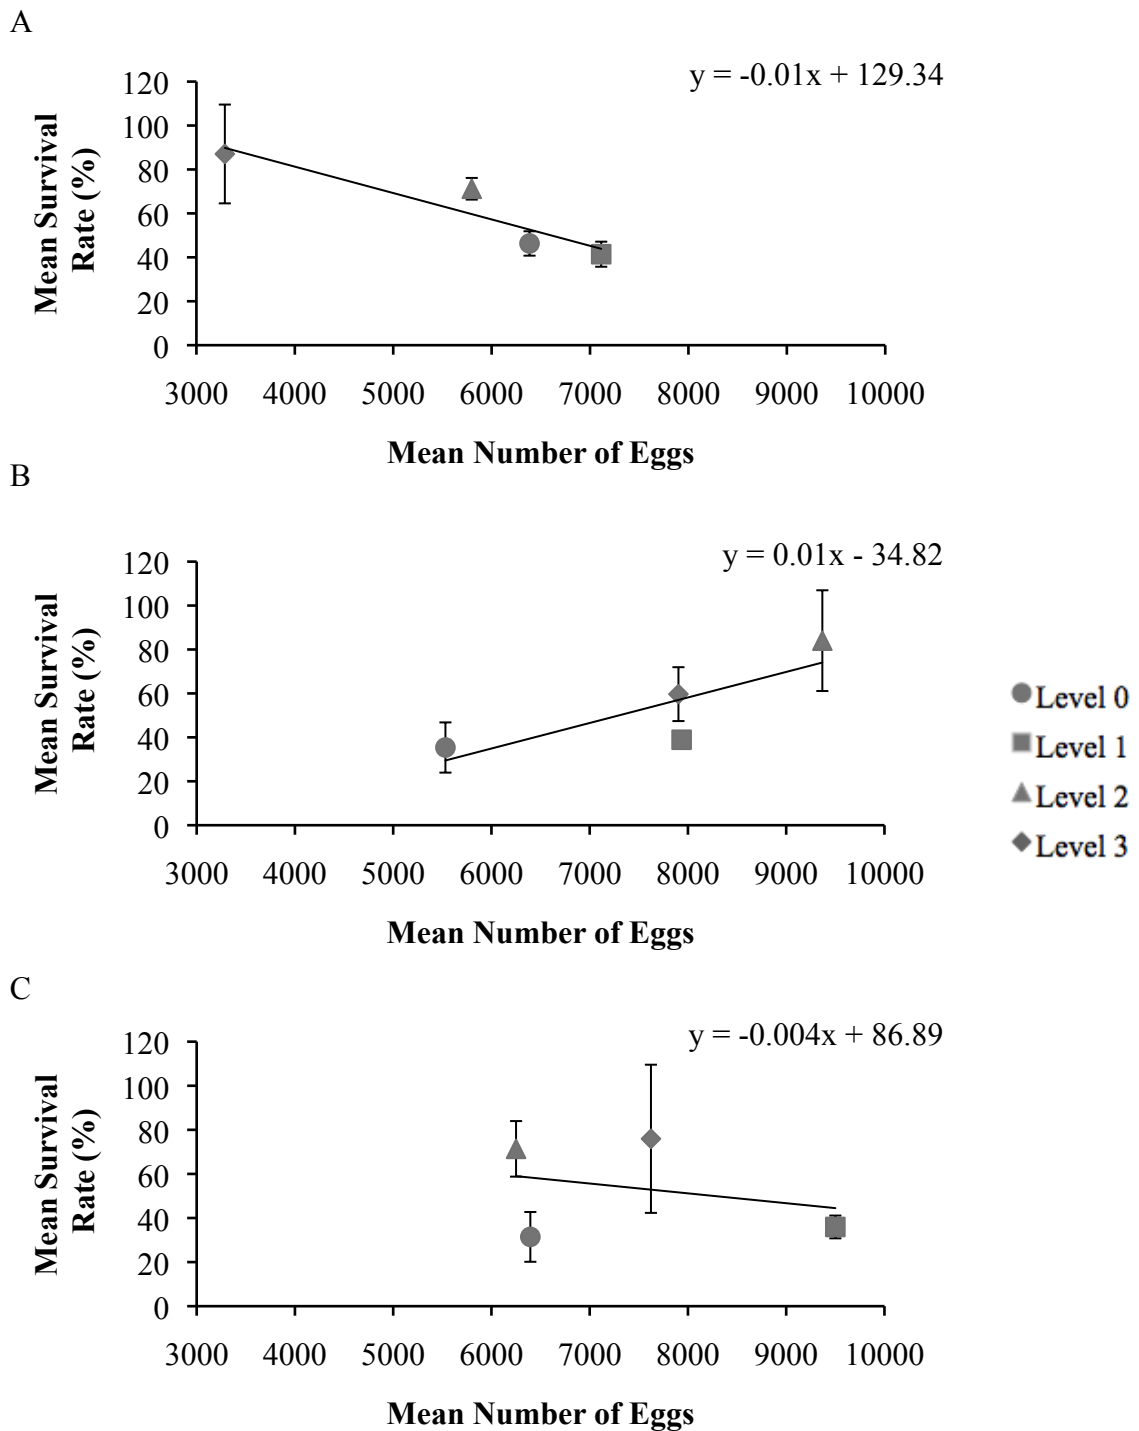 A
y = -0.01x + 129.34
Mean Survival
Rate (%)
120
100
80
60
40
20
0
3000 4000 5000 6000 7000 8000 9000 10000
Mean Number of Eggs
B
y = 0.01x - 34.82
Mean Survival
Rate (%)
120
100
80
60
40
20
0
3000 4000 5000 6000 7000 8000 9000 10000
Mean Number of Eggs
Level 0
Level 1
Level 2
Level 3
C
y = -0.004x + 86.89
Mean Survival
Rate (%)
120
100
80
60
40
20
0
3000 4000 5000 6000 7000 8000 9000 10000
Mean Number of Eggs